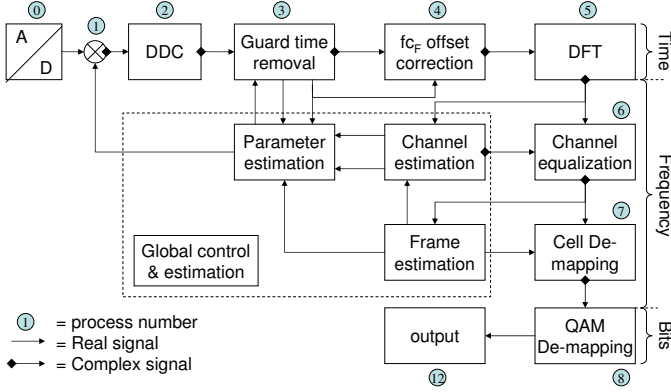 0
1
2
3
4
5
A
D
DDC
Guard time
removal
fcF offset
correction
DFT
Time
6
Parameter
estimation
Channel
estimation
Channel
equalization
Frequency
7
Global control
& estimation
Frame
estimation
Cell De-
mapping
1 = process number
= Real signal
= Complex signal
output
QAM
De-mapping
Bits
12
8